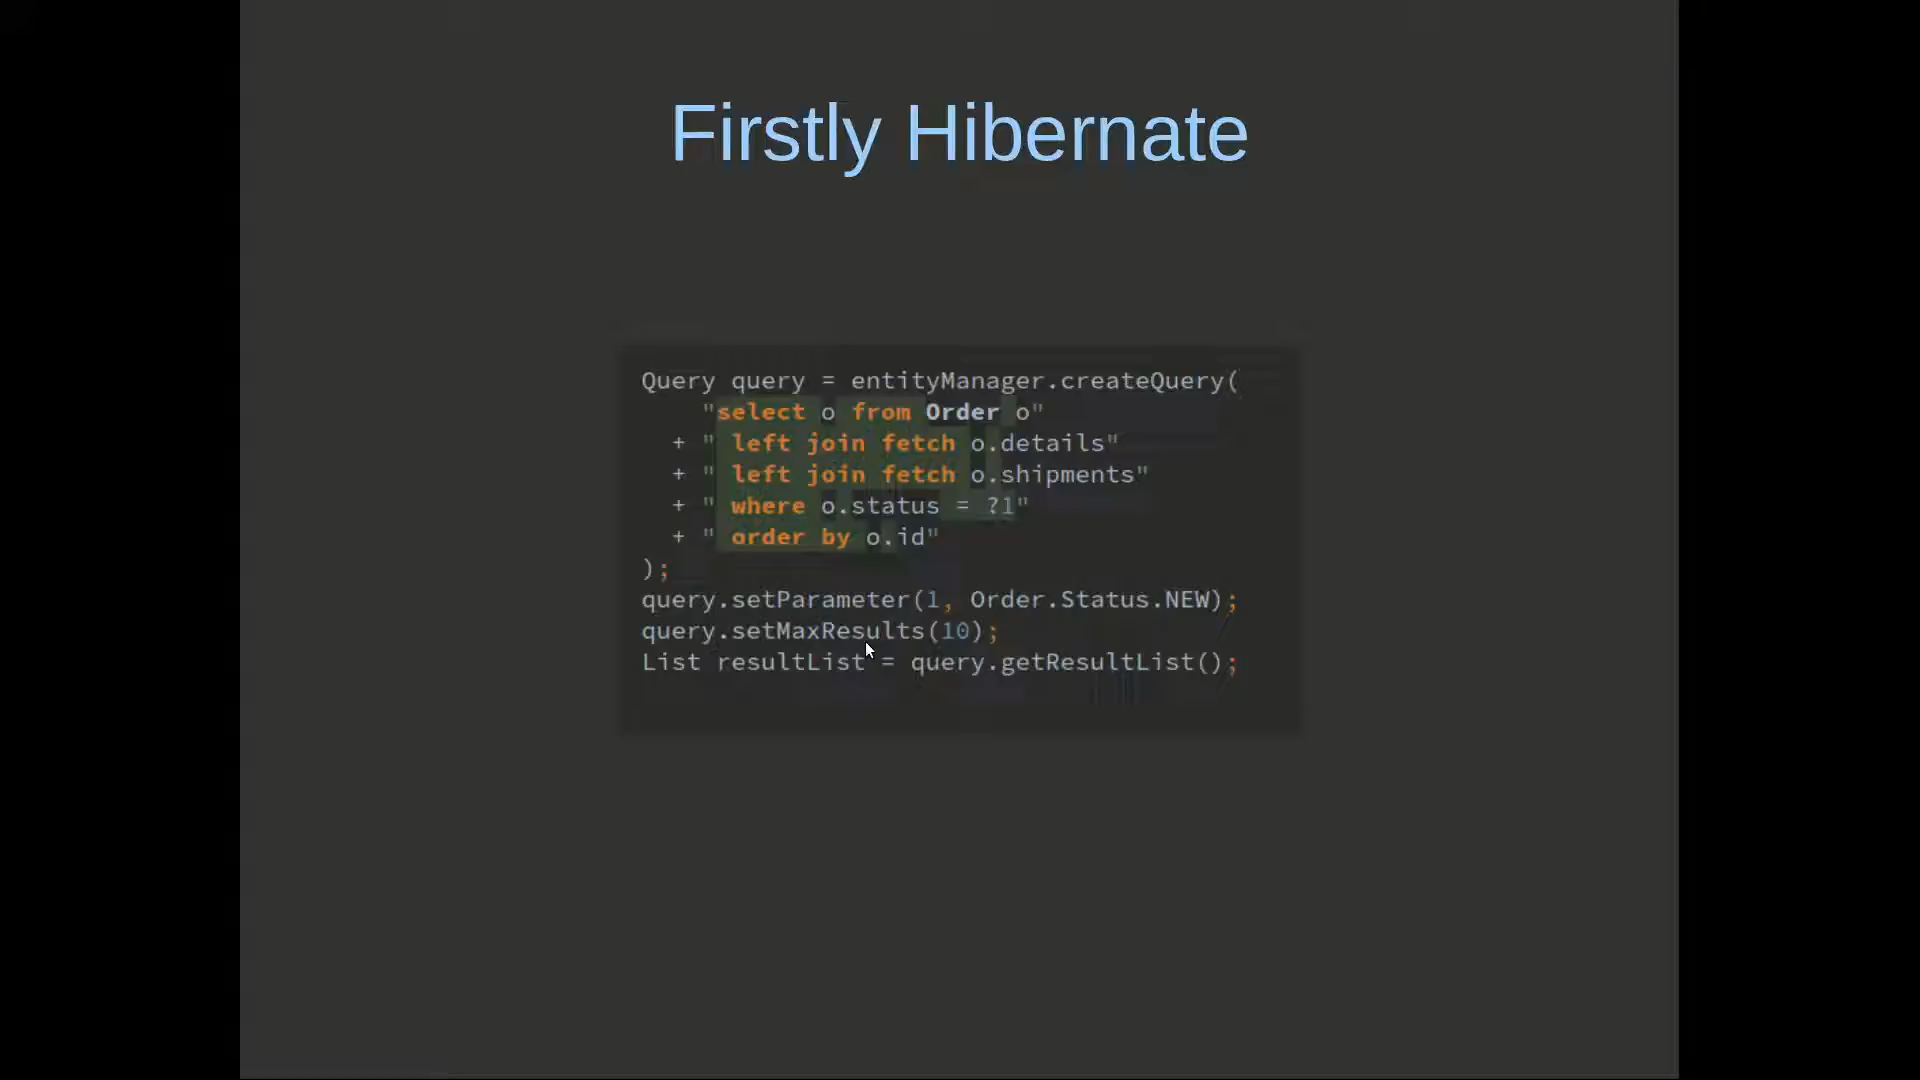 Firstly Hibernate
Query query = entityManager.createQuery(
"select o from Order o"
+ " left join fetch o.details"
+ " left join fetch o.shipments"
+ " where o.status = ?1"
+ " order by o.id"
);
query.setParameter(1, Order.Status.NEW);
query.setMaxResults(10);
List resultList = query.getResultList();